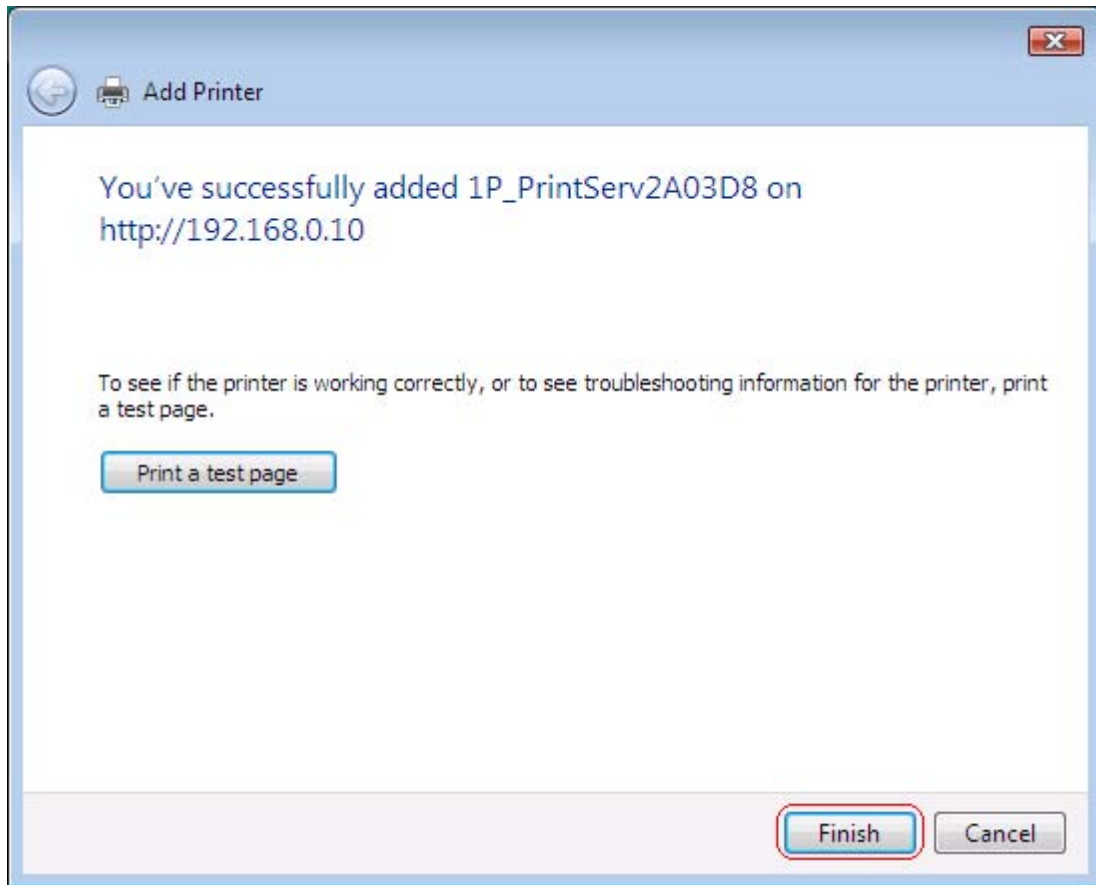 Add Printer
You've successfully added 1P_PrintServ2A03D8 on
http://192.168.0.10
To see if the printer is working correctly, or to see troubleshooting information for the printer, print
a test page.
Print a test page
Finish Cancel